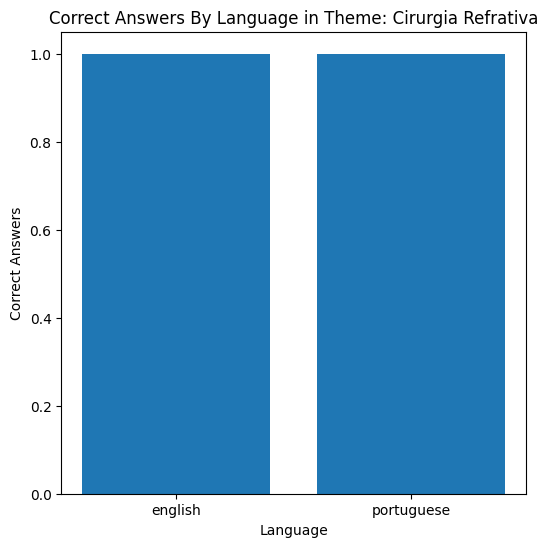 Correct Answers By Language in Theme: Cirurgia Refrativa
1.0
0.8
0.6
0.4
0.2
0.0
Correct Answers
english
portuguese
Language